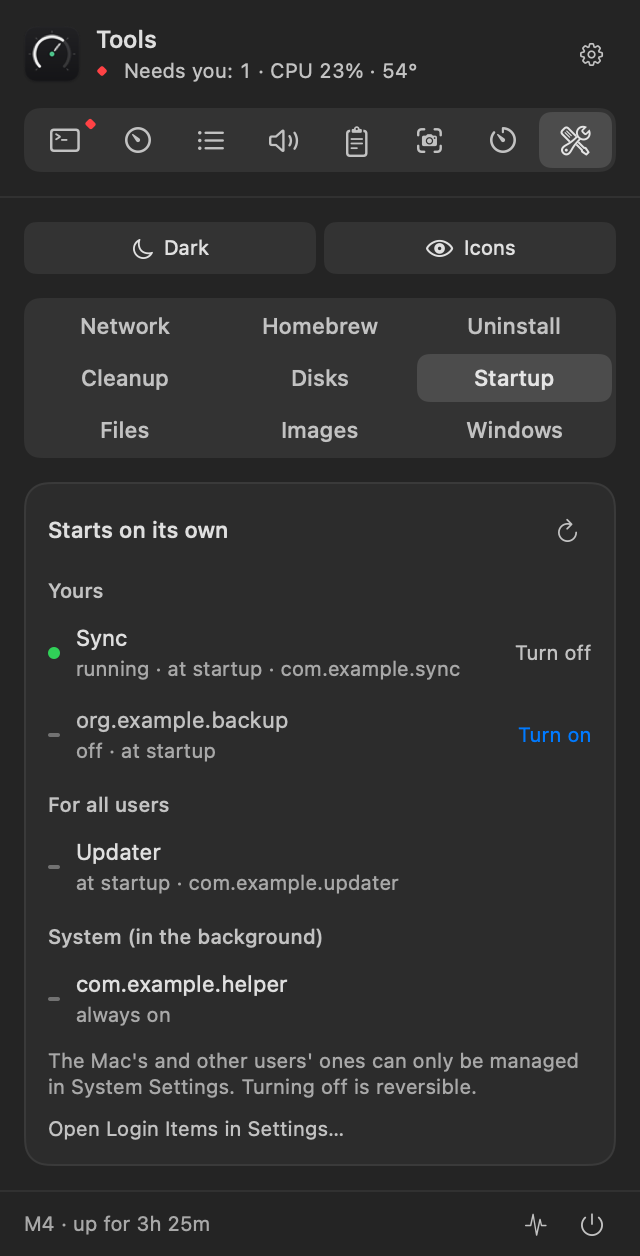 Tools
Needs you: 1 · CPU 23% · 54°
Dark
Icons
Network
Homebrew
Uninstall
Cleanup
Disks
Startup
Files
Images
Windows
Starts on its own
Yours
Sync
running · at startup · com.example.sync
Turn off
org.example.backup
off · at startup
Turn on
For all users
Updater
at startup · com.example.updater
System (in the background)
com.example.helper
always on
The Mac's and other users' ones can only be managed
in System Settings. Turning off is reversible.
Open Login Items in Settings...
M4 · up for 3h 25m